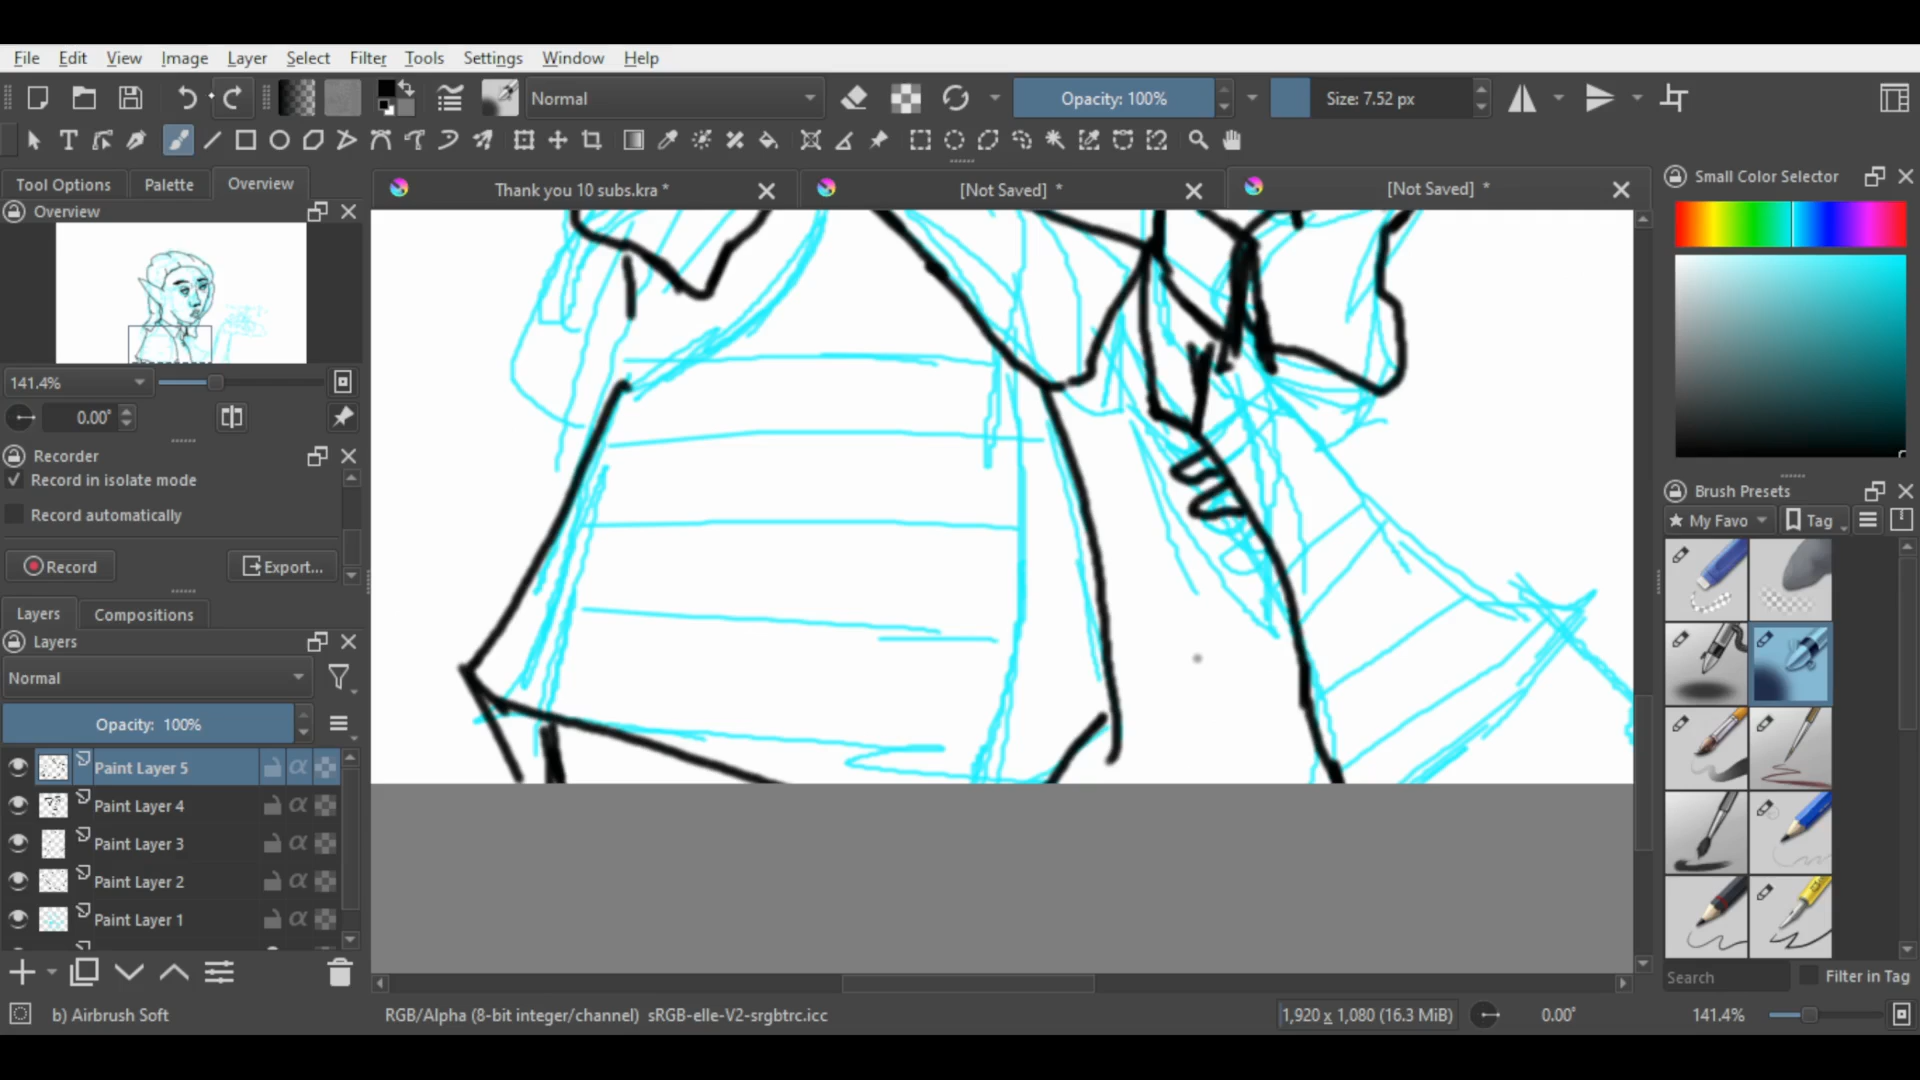 File Edit View Image Layer Select Filter Tools Settings Window Help
Normal
Opacity: 100%
Size: 7.52 px
Tool Options Palette Overview
Thank you 10 subs.kra *
[Not Saved] *
[Not Saved] *
Small Color Selector
Overview
141.4%
0.00°
Recorder
Record in isolate mode
Record automatically
Record
Export...
Layers Compositions
Layers
Normal
Opacity: 100%
Paint Layer 5
Paint Layer 4
Paint Layer 3
Paint Layer 2
Paint Layer 1
Brush Presets
★ My Favo
Tag
Search
Filter in Tag
b) Airbrush Soft
RGB/Alpha (8-bit integer/channel) sRGB-elle-V2-srgbtrc.icc
1,920 x 1,080 (16.3 MiB)
0.00°
141.4%